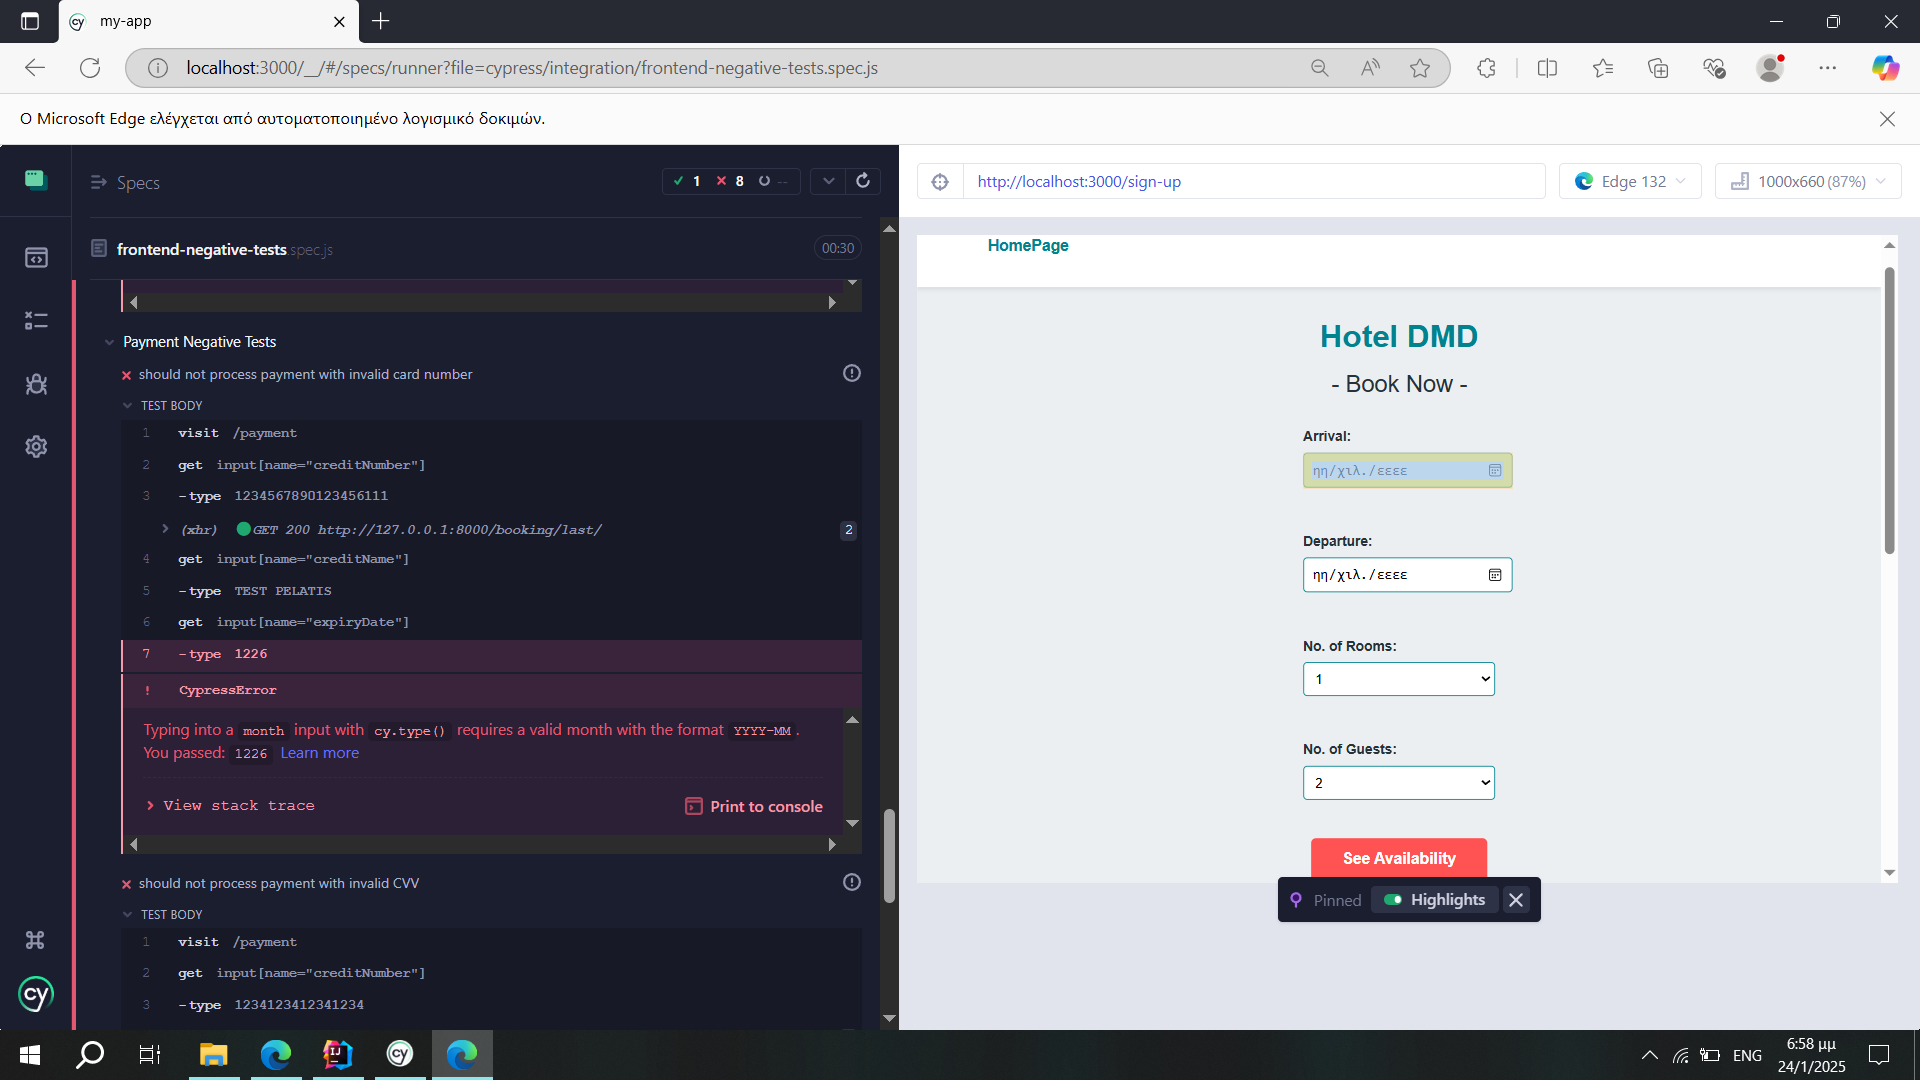 my-app
localhost:3000/__/#/specs/runner?file=cypress/integration/frontend-negative-tests.spec.js
Ο Microsoft Edge ελέγχεται από αυτοματοποιημένο λογισμικό δοκιμών.
Specs
1 8 --
frontend-negative-tests.spec.js
00:30
Payment Negative Tests
should not process payment with invalid card number
TEST BODY
1 visit /payment
2 get input[name="creditNumber"]
3 -type 1234567890123456111
(xhr) GET 200 http://127.0.0.1:8000/booking/last/ 2
4 get input[name="creditName"]
5 -type TEST PELATIS
6 get input[name="expiryDate"]
7 -type 1226
! CypressError
Typing into a month input with cy.type() requires a valid month with the format YYYY-MM.
You passed: 1226 Learn more
View stack trace
Print to console
should not process payment with invalid CVV
TEST BODY
1 visit /payment
2 get input[name="creditNumber"]
3 -type 1234123412341234
cy
http://localhost:3000/sign-up
Edge 132
1000x660 (87%)
HomePage
Hotel DMD
- Book Now -
Arrival:
ηη/χιλ./εεεε
Departure:
ηη/χιλ./εεεε
No. of Rooms:
1
No. of Guests:
2
See Availability
Pinned
Highlights
ENG
6:58 μμ
24/1/2025